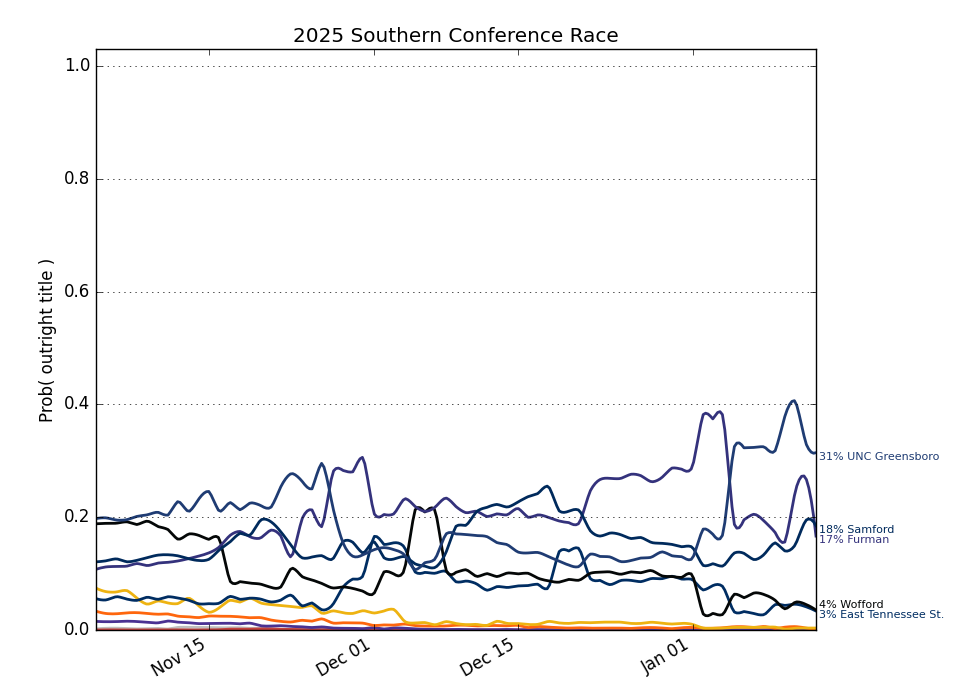 2025 Southern Conference Race
Prob( outright title )
1.0
0.8
0.6
0.4
0.2
0.0
Nov 15
Dec 01
Dec 15
Jan 01
31% UNC Greensboro
18% Samford
17% Furman
4% Wofford
3% East Tennessee St.